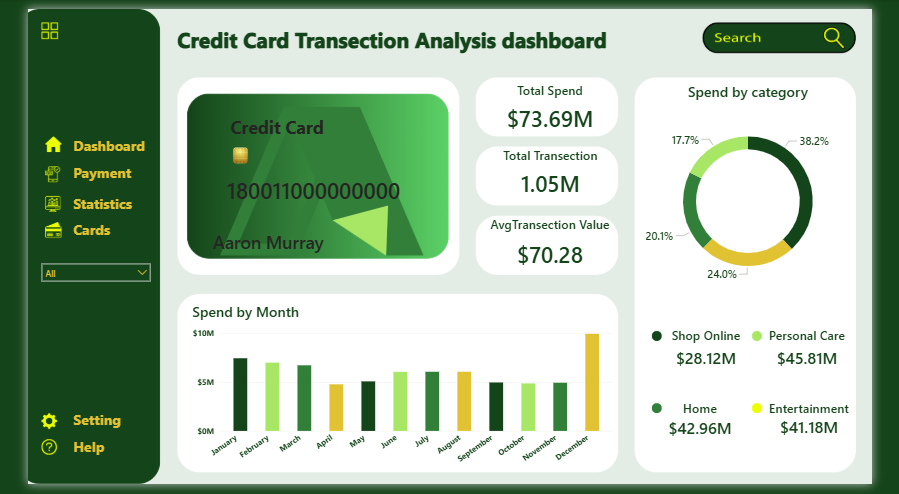 Credit Card Transection Analysis dashboard
Search
Dashboard
Payment
Statistics
Cards
All
Setting
Help
Credit Card
180011000000000
Aaron Murray
Total Spend
$73.69M
Total Transection
1.05M
AvgTransection Value
$70.28
Spend by category
17.7%
38.2%
20.1%
24.0%
Shop Online
$28.12M
Personal Care
$45.81M
Home
$42.96M
Entertainment
$41.18M
Spend by Month
$10M
$5M
$0M
January
February
March
April
May
June
July
August
September
October
November
December